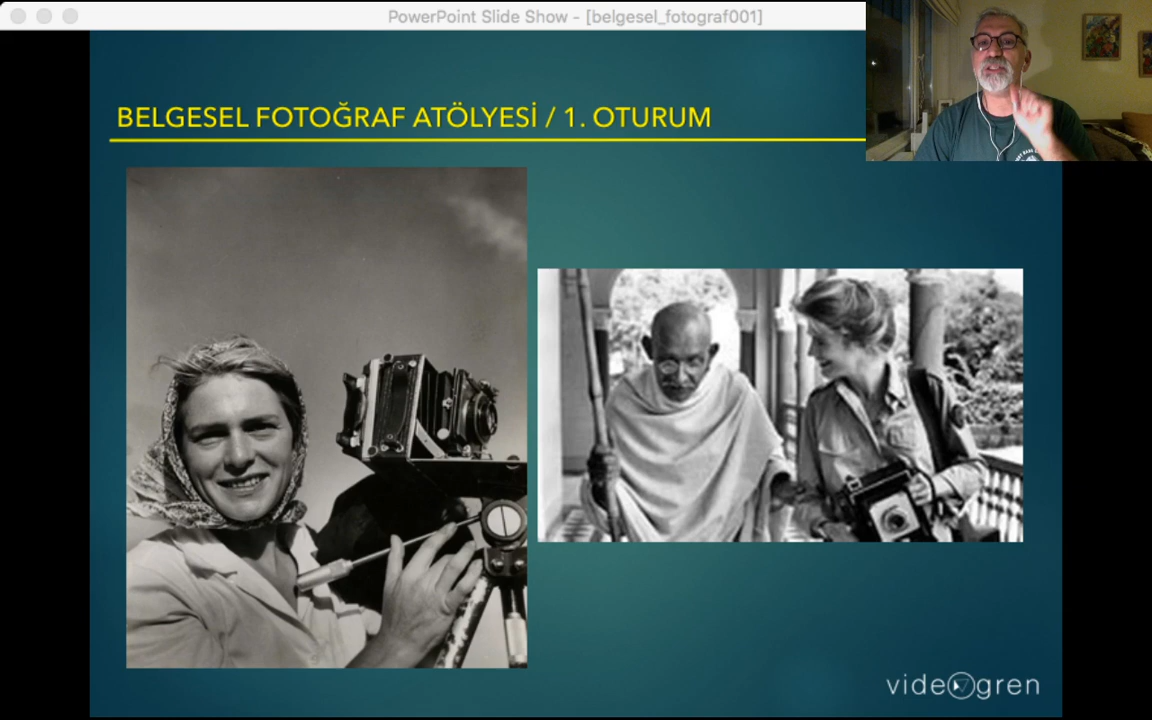 PowerPoint Slide Show - [belgesel_fotograf001]
BELGESEL FOTOĞRAF ATÖLYESİ / 1. OTURUM
videogren